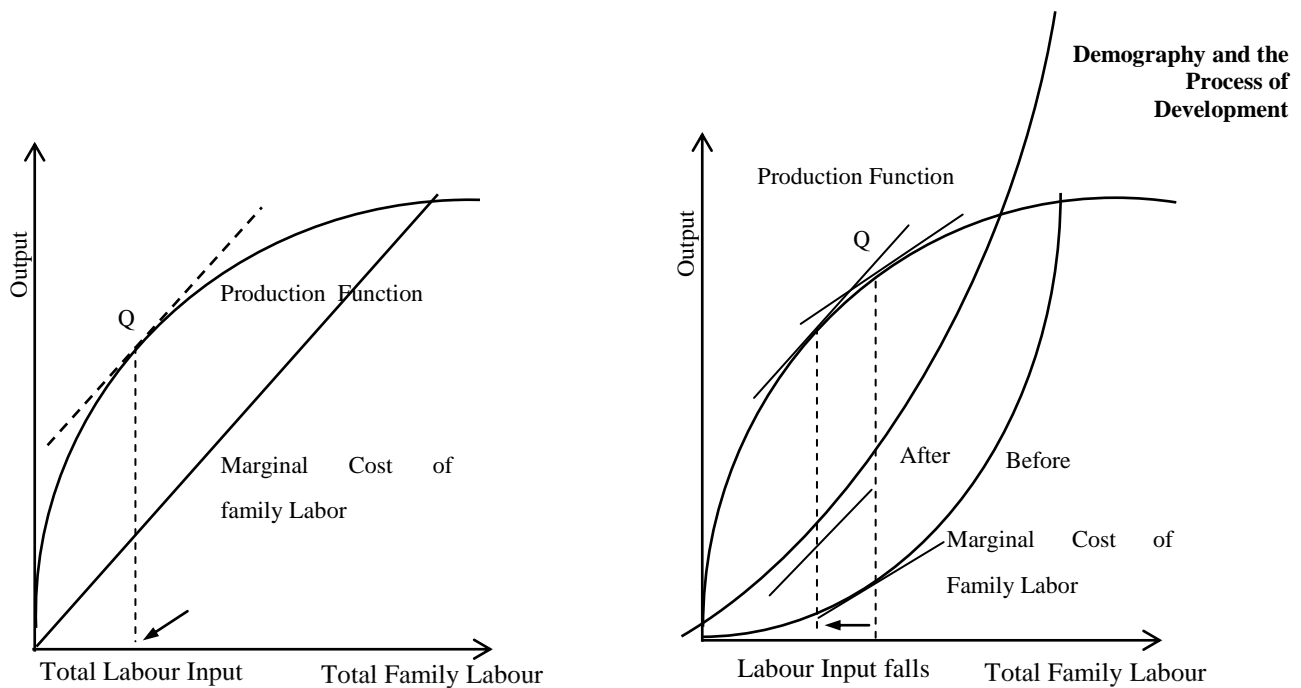 Demography and the
Process of
Development
Output
Production Function
Q
Marginal Cost of
family Labor
Total Labour Input
Total Family Labour
Output
Production Function
Q
After
Before
Marginal Cost of
Family Labor
Labour Input falls
Total Family Labour